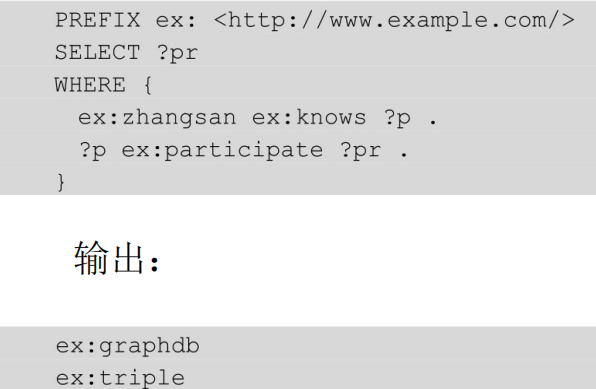 PREFIX ex: <http://www.example.com/>
SELECT ?pr
WHERE {
ex:zhangsan ex:knows ?p .
?p ex:participate ?pr .
}
输出：
ex:graphdb
ex:triple